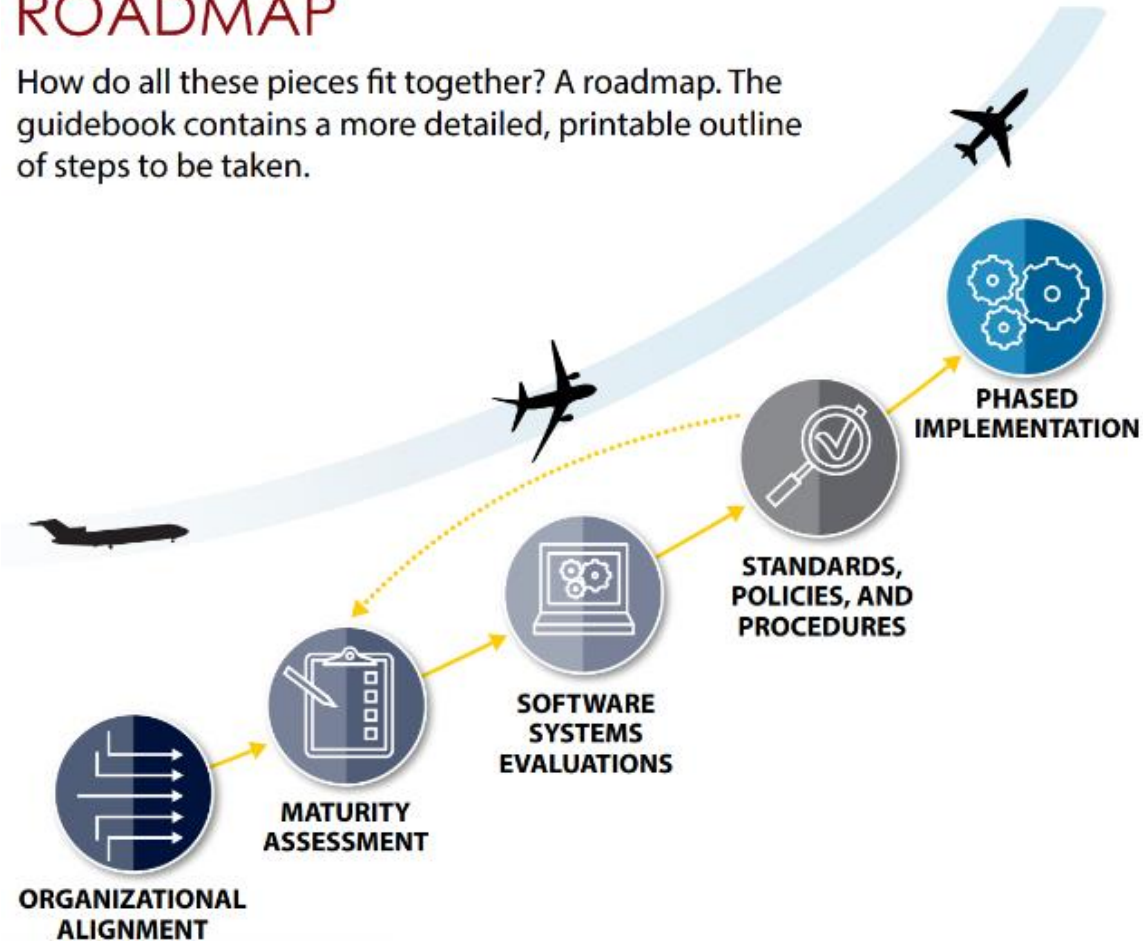 ROADMAP
How do all these pieces fit together? A roadmap. The
guidebook contains a more detailed, printable outline
of steps to be taken.
PHASED
IMPLEMENTATION
STANDARDS,
POLICIES, AND
PROCEDURES
SOFTWARE
SYSTEMS
EVALUATIONS
MATURITY
ASSESSMENT
ORGANIZATIONAL
ALIGNMENT